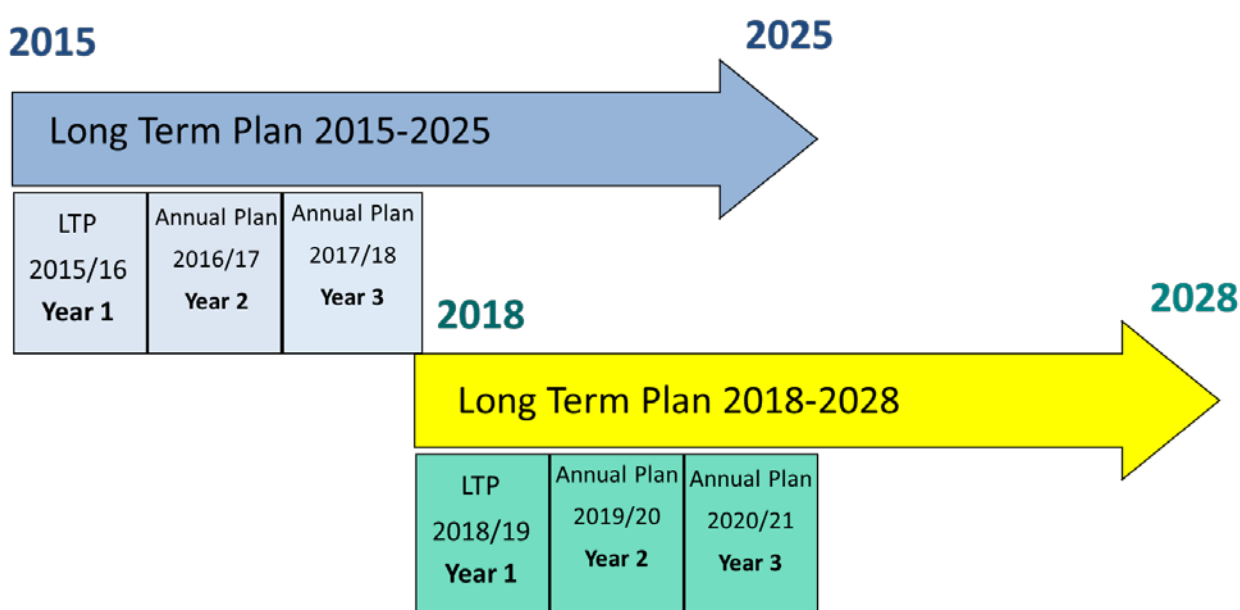 2015
2025
Long Term Plan 2015-2025
LTP
2015/16
Year 1
Annual Plan
2016/17
Year 2
Annual Plan
2017/18
Year 3
2018
2028
Long Term Plan 2018-2028
LTP
2018/19
Year 1
Annual Plan
2019/20
Year 2
Annual Plan
2020/21
Year 3